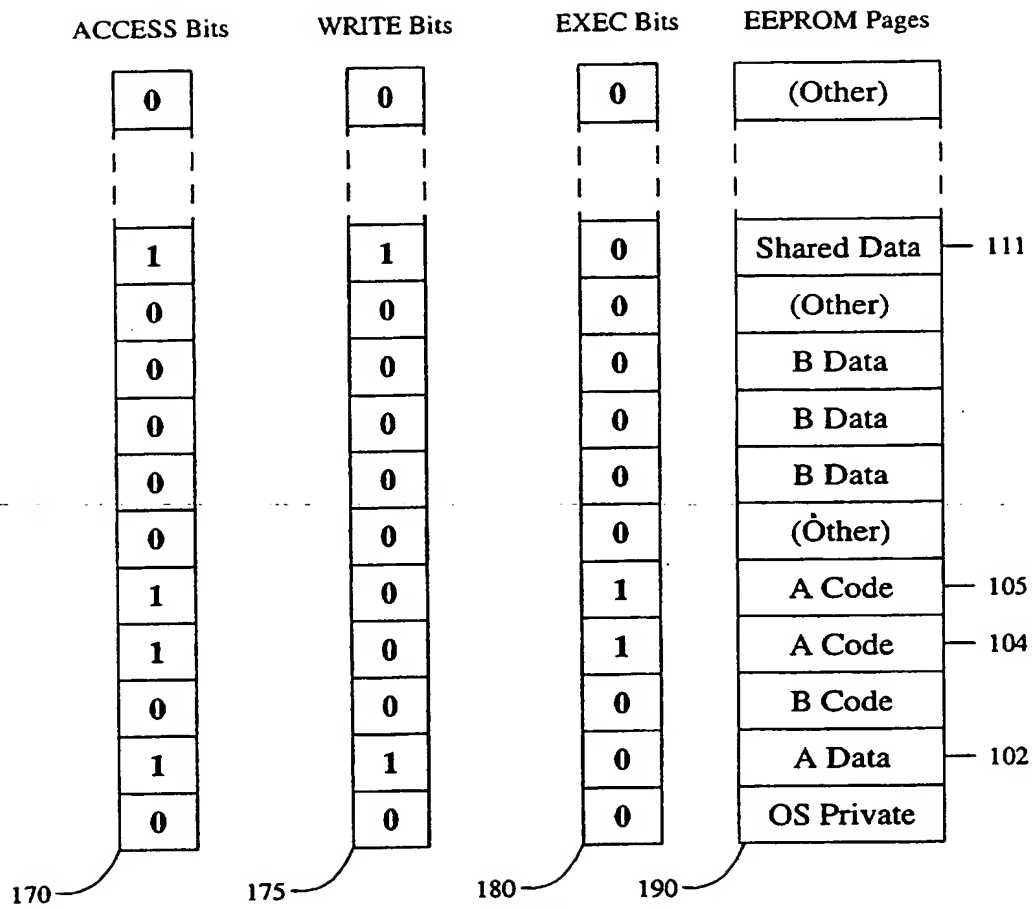 ACCESS Bits WRITE Bits EXEC Bits EEPROM Pages
0 0 0 (Other)
1 1 0 Shared Data 111
0 0 0 (Other)
0 0 0 B Data
0 0 0 B Data
0 0 0 B Data
0 0 0 (Other)
1 0 1 A Code 105
1 0 1 A Code 104
0 0 0 B Code
1 1 0 A Data 102
0 0 0 OS Private
170 175 180 190